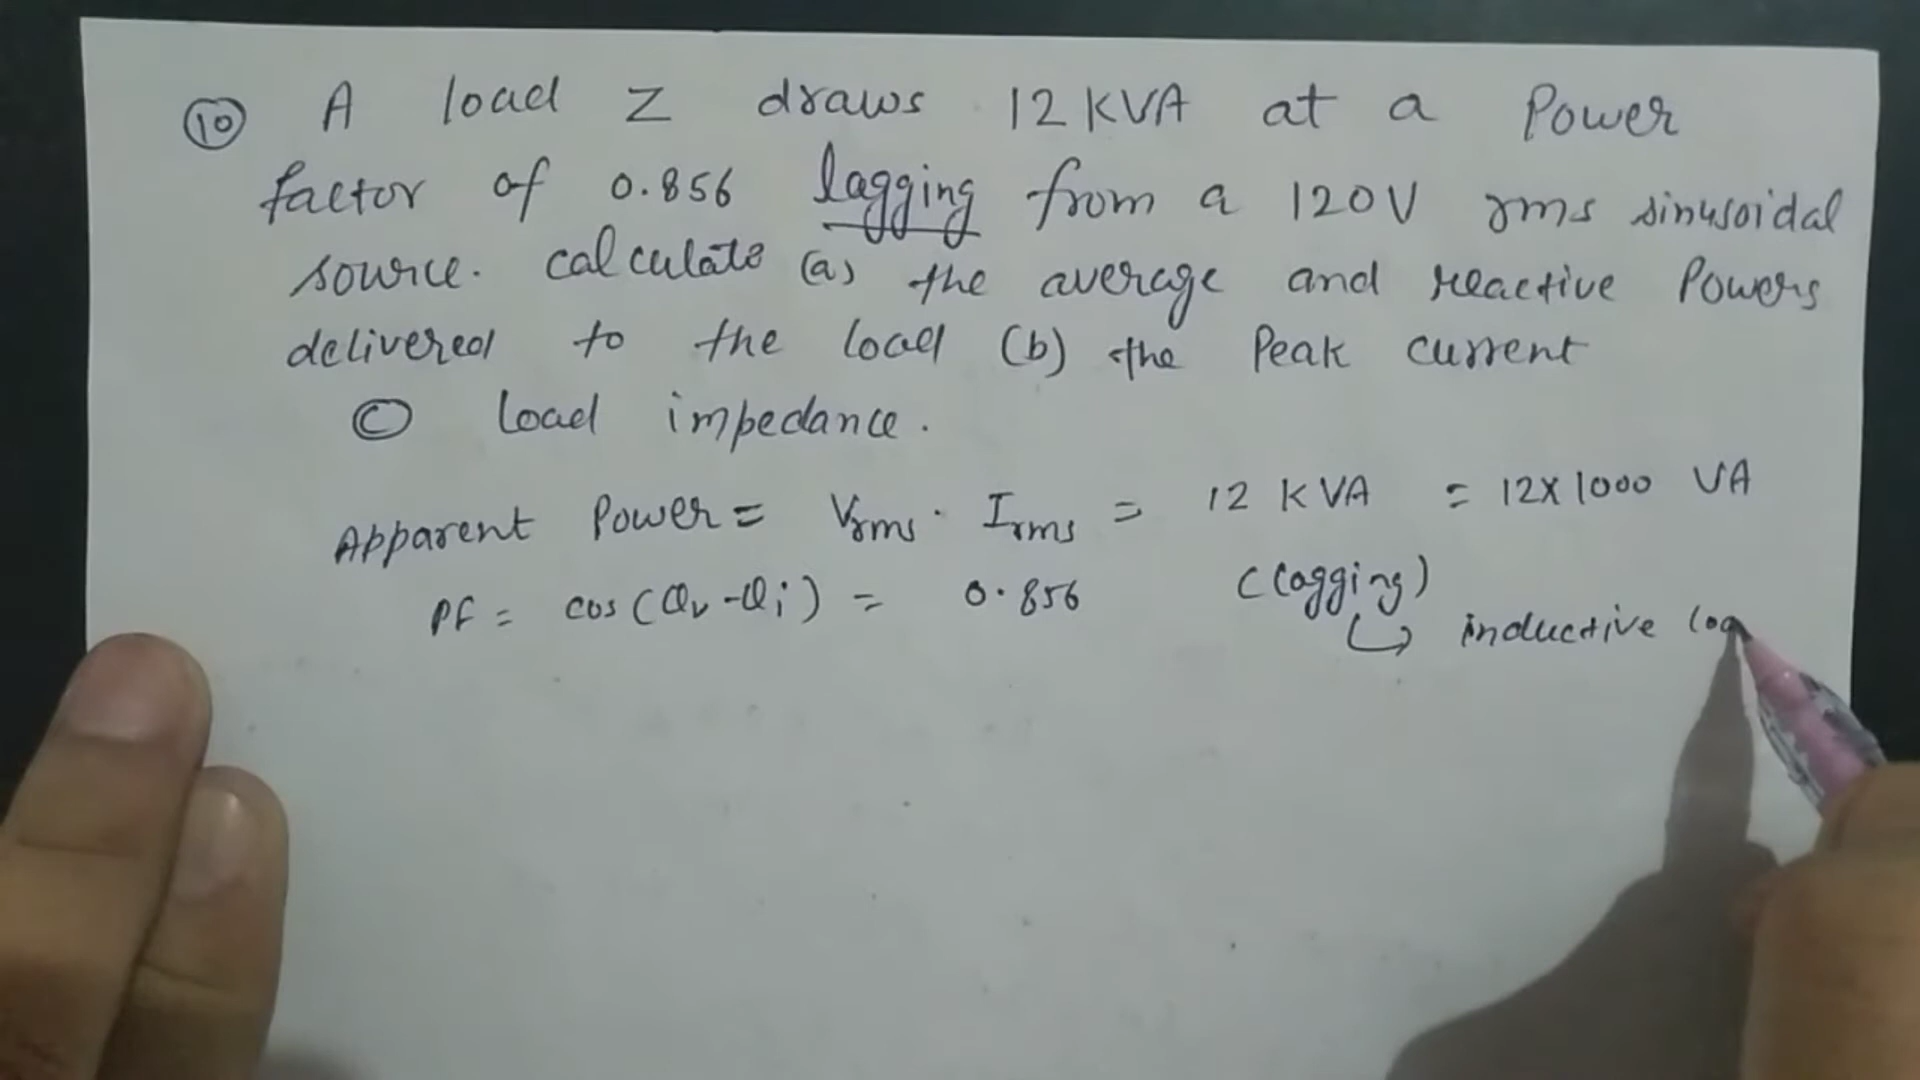 10 A load Z draws 12 KVA at a Power
factor of 0.856 lagging from a 120V rms sinusoidal
source. calculate (a) the average and reactive Powers
delivered to the load (b) the Peak current
(C) load impedance.
Apparent Power = Vrms · Irms = 12 KVA = 12x1000 VA
PF = cos(θv-θi) = 0.856 (lagging)
↳ inductive loa